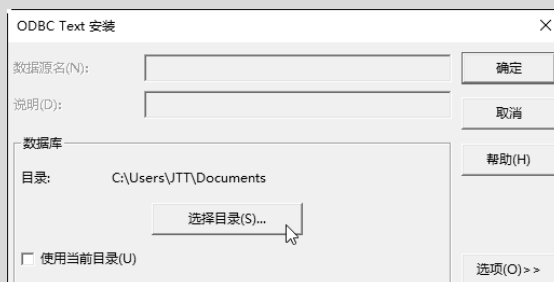 ODBC Text 安装
数据源名(N):
确定
说明(D):
取消
数据库
帮助(H)
目录: C:\Users\JTT\Documents
选择目录(S)...
使用当前目录(U)
选项(O)>>